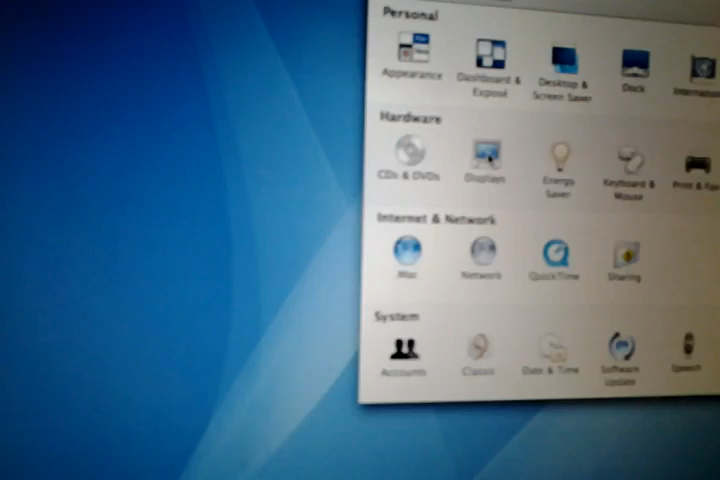 Personal
Appearance
Dashboard &
Exposé
Desktop &
Screen Saver
Dock
Internation
Hardware
CDs & DVDs
Displays
Energy
Saver
Keyboard &
Mouse
Print & Fax
Internet & Network
.Mac
Network
QuickTime
Sharing
System
Accounts
Classic
Date & Time
Software
Update
Speech